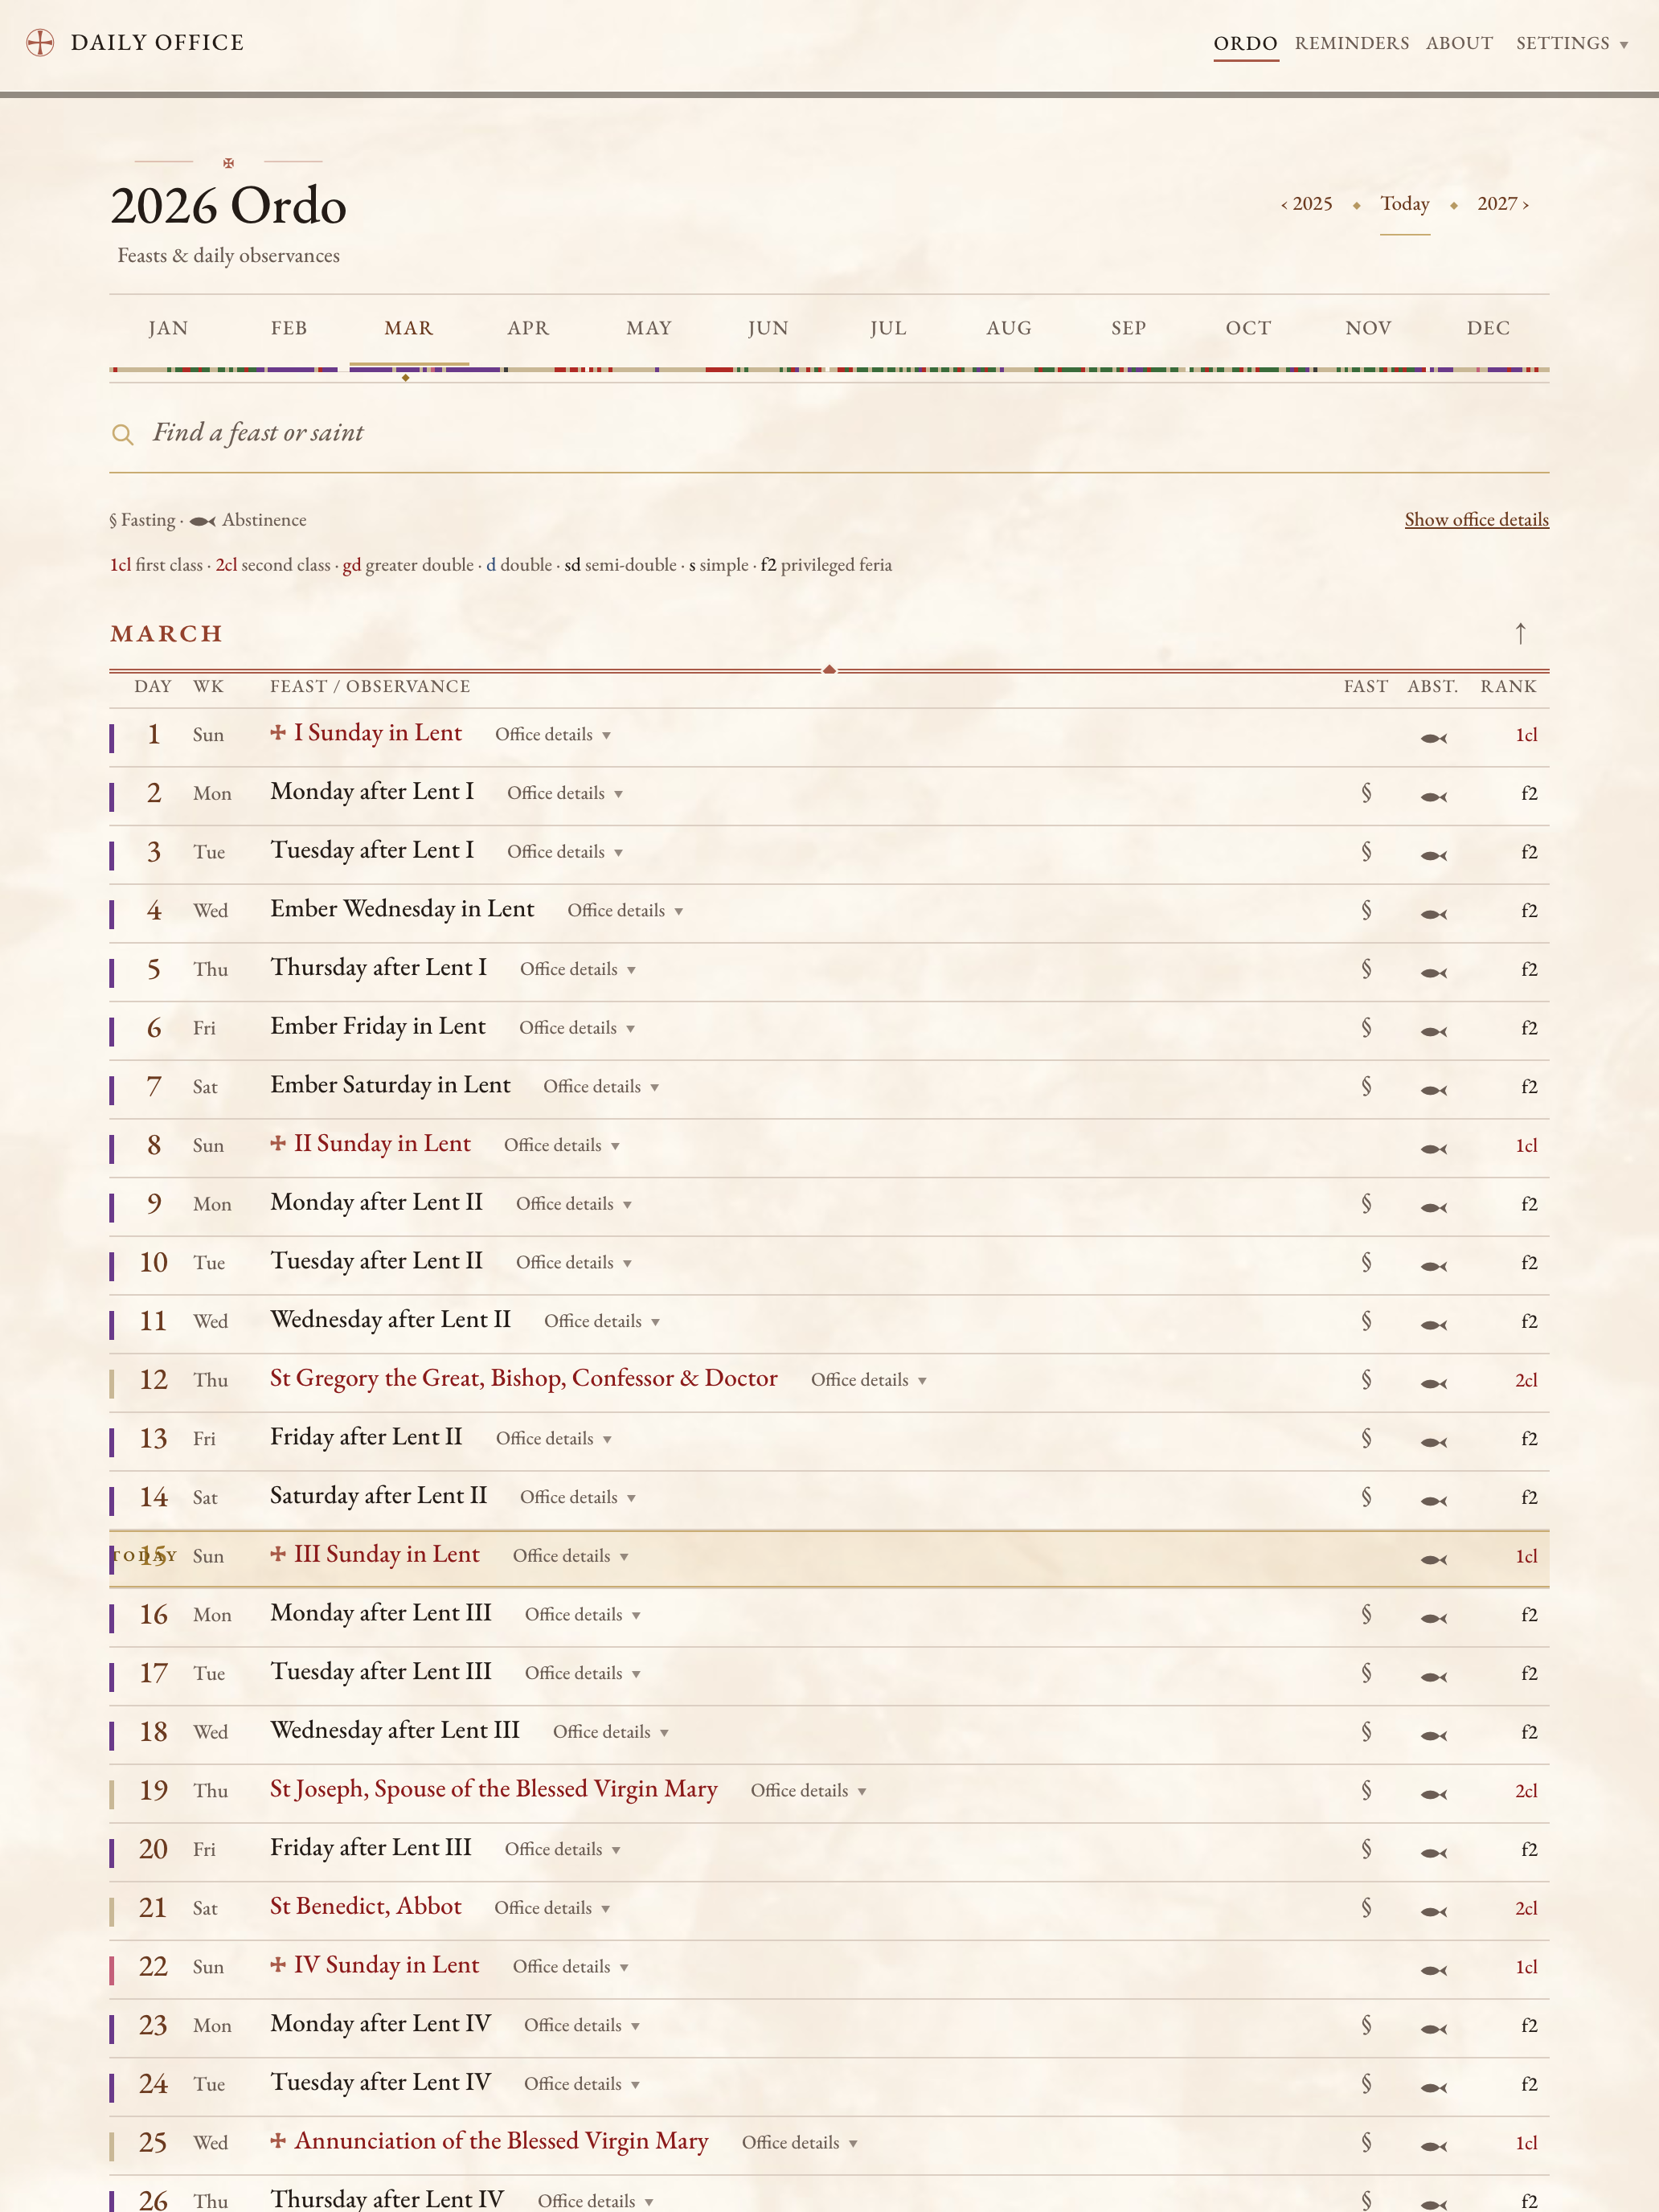 DAILY OFFICE
ORDO REMINDERS ABOUT SETTINGS ▾
2026 Ordo
‹ 2025 ◆ Today ◆ 2027 ›
Feasts & daily observances
JAN FEB MAR APR MAY JUN JUL AUG SEP OCT NOV DEC
Find a feast or saint
§ Fasting · Abstinence Show office details
1cl first class · 2cl second class · gd greater double · d double · sd semi-double · s simple · f2 privileged feria
MARCH ↑
DAY WK FEAST / OBSERVANCE FAST ABST. RANK
1 Sun ✠ I Sunday in Lent Office details ▾ 1cl
2 Mon Monday after Lent I Office details ▾ § f2
3 Tue Tuesday after Lent I Office details ▾ § f2
4 Wed Ember Wednesday in Lent Office details ▾ § f2
5 Thu Thursday after Lent I Office details ▾ § f2
6 Fri Ember Friday in Lent Office details ▾ § f2
7 Sat Ember Saturday in Lent Office details ▾ § f2
8 Sun ✠ II Sunday in Lent Office details ▾ 1cl
9 Mon Monday after Lent II Office details ▾ § f2
10 Tue Tuesday after Lent II Office details ▾ § f2
11 Wed Wednesday after Lent II Office details ▾ § f2
12 Thu St Gregory the Great, Bishop, Confessor & Doctor Office details ▾ § 2cl
13 Fri Friday after Lent II Office details ▾ § f2
14 Sat Saturday after Lent II Office details ▾ § f2
TODAY 15 Sun ✠ III Sunday in Lent Office details ▾ 1cl
16 Mon Monday after Lent III Office details ▾ § f2
17 Tue Tuesday after Lent III Office details ▾ § f2
18 Wed Wednesday after Lent III Office details ▾ § f2
19 Thu St Joseph, Spouse of the Blessed Virgin Mary Office details ▾ § 2cl
20 Fri Friday after Lent III Office details ▾ § f2
21 Sat St Benedict, Abbot Office details ▾ § 2cl
22 Sun ✠ IV Sunday in Lent Office details ▾ 1cl
23 Mon Monday after Lent IV Office details ▾ § f2
24 Tue Tuesday after Lent IV Office details ▾ § f2
25 Wed ✠ Annunciation of the Blessed Virgin Mary Office details ▾ § 1cl
26 Thu Thursday after Lent IV Office details ▾ § f2